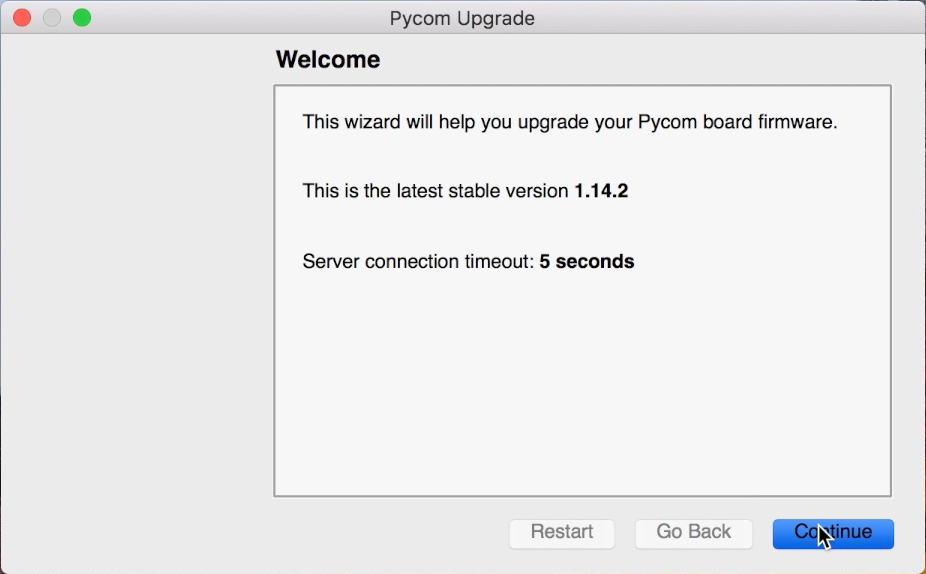 Pycom Upgrade
Welcome
This wizard will help you upgrade your Pycom board firmware.
This is the latest stable version 1.14.2
Server connection timeout: 5 seconds
Restart
Go Back
Continue